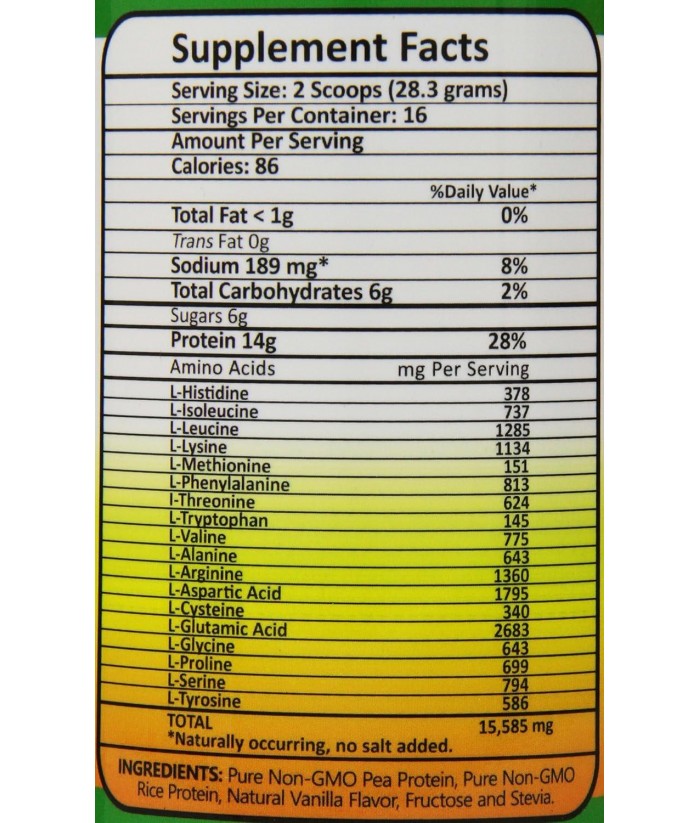 Supplement Facts
Serving Size: 2 Scoops (28.3 grams)
Servings Per Container: 16
Amount Per Serving
Calories: 86
%Daily Value*
Total Fat < 1g 0%
Trans Fat 0g
Sodium 189 mg* 8%
Total Carbohydrates 6g 2%
Sugars 6g
Protein 14g 28%
Amino Acids mg Per Serving
L-Histidine 378
L-Isoleucine 737
L-Leucine 1285
L-Lysine 1134
L-Methionine 151
L-Phenylalanine 813
l-Threonine 624
L-Tryptophan 145
L-Valine 775
L-Alanine 643
L-Arginine 1360
L-Aspartic Acid 1795
L-Cysteine 340
L-Glutamic Acid 2683
L-Glycine 643
L-Proline 699
L-Serine 794
L-Tyrosine 586
TOTAL 15,585 mg
*Naturally occurring, no salt added.
INGREDIENTS: Pure Non-GMO Pea Protein, Pure Non-GMO
Rice Protein, Natural Vanilla Flavor, Fructose and Stevia.